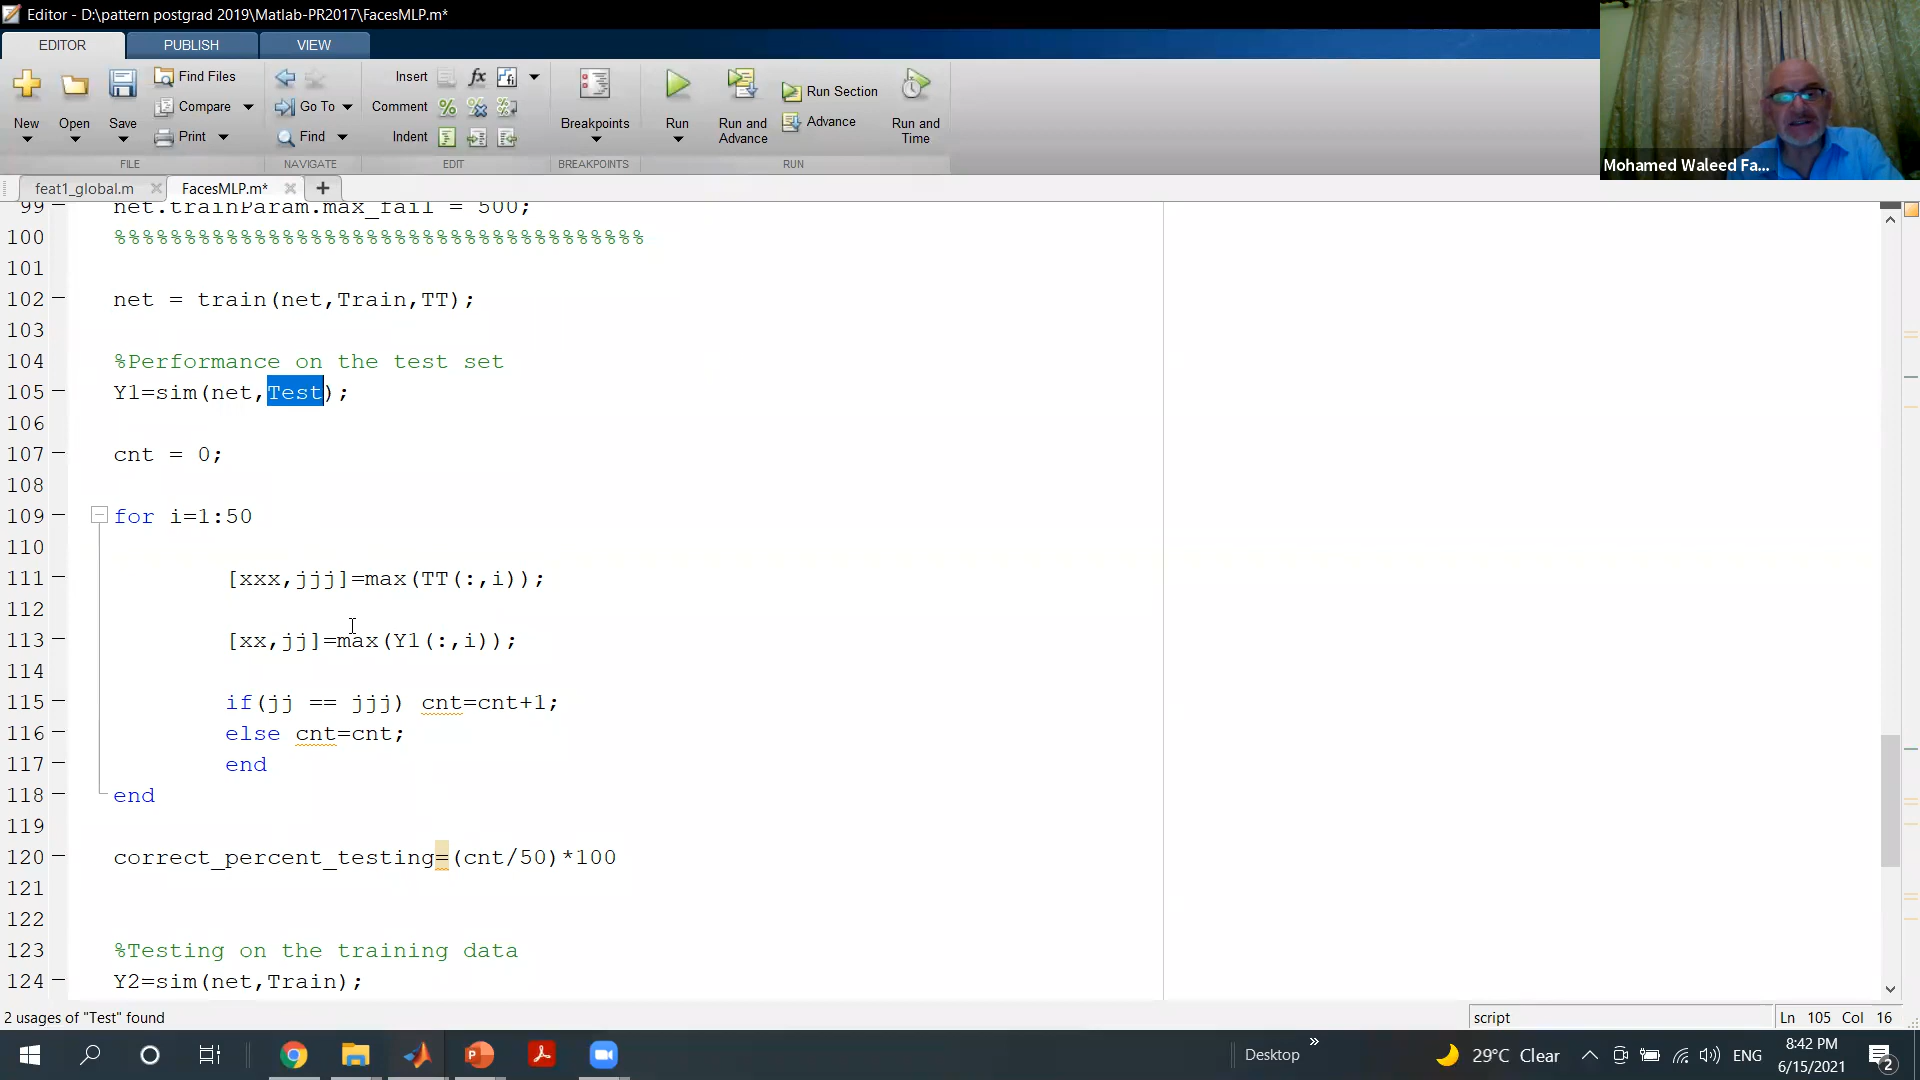 Editor - D:\pattern postgrad 2019\Matlab-PR2017\FacesMLP.m*
EDITOR PUBLISH VIEW
New Open Save Find Files Compare Print
FILE
Go To Find
NAVIGATE
Insert fx
Comment
Indent
EDIT
Breakpoints
BREAKPOINTS
Run Run and Advance Run Section Advance Run and Time
RUN
Mohamed Waleed Fa...
feat1_global.m FacesMLP.m*
99 net.trainParam.max_fail = 500;
100 %%%%%%%%%%%%%%%%%%%%%%%%%%%%%%%%%%%%%%
101
102 net = train(net,Train,TT);
103
104 %Performance on the test set
105 Y1=sim(net,Test);
106
107 cnt = 0;
108
109 for i=1:50
110
111 [xxx,jjj]=max(TT(:,i));
112
113 [xx,jj]=max(Y1(:,i));
114
115 if(jj == jjj) cnt=cnt+1;
116 else cnt=cnt;
117 end
118 end
119
120 correct_percent_testing=(cnt/50)*100
121
122
123 %Testing on the training data
124 Y2=sim(net,Train);
2 usages of "Test" found
script
Ln 105 Col 16
Desktop
29°C Clear
ENG
8:42 PM
6/15/2021
2